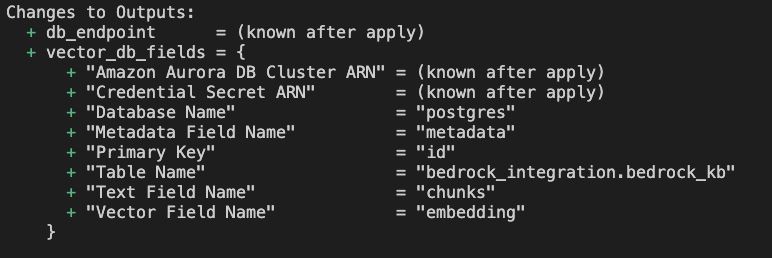 Changes to Outputs:
  + db_endpoint      = (known after apply)
  + vector_db_fields = {
      + "Amazon Aurora DB Cluster ARN" = (known after apply)
      + "Credential Secret ARN"        = (known after apply)
      + "Database Name"                = "postgres"
      + "Metadata Field Name"          = "metadata"
      + "Primary Key"                  = "id"
      + "Table Name"                   = "bedrock_integration.bedrock_kb"
      + "Text Field Name"              = "chunks"
      + "Vector Field Name"            = "embedding"
    }